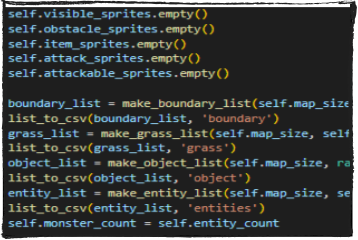 self.visible_sprites.empty()
self.obstacle_sprites.empty()
self.item_sprites.empty()
self.attack_sprites.empty()
self.attackable_sprites.empty()
boundary_list = make_boundary_list(self.map_size
list_to_csv(boundary_list, 'boundary')
grass_list = make_grass_list(self.map_size, self
list_to_csv(grass_list, 'grass')
object_list = make_object_list(self.map_size, ra
list_to_csv(object_list, 'object')
entity_list = make_entity_list(self.map_size, se
list_to_csv(entity_list, 'entities')
self.monster_count = self.entity_count